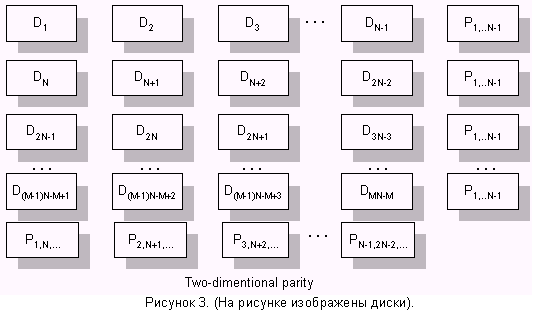 D1 D2 D3 ... DN-1 P1,..N-1
DN DN+1 DN+2 D2N-2 P1,..N-1
D2N-1 D2N D2N+1 D3N-3 P1,..N-1
... ... ... ... ...
D(M-1)N-M+1 D(M-1)N-M+2 D(M-1)N-M+3 DMN-M P1,..N-1
P1,N,... P2,N+1,... P3,N+2,... ... PN-1,2N-2,...
Two-dimentional parity
Рисунок 3. (На рисунке изображены диски).